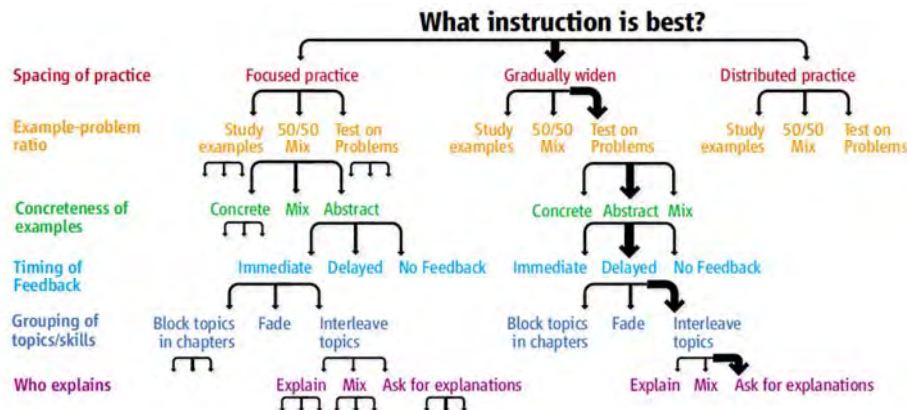 What instruction is best?
Spacing of practice Focused practice Gradually widen Distributed practice
Example-problem Study 50/50 Test on Study 50/50 Test on Study 50/50 Test on
ratio examples Mix Problems examples Mix Problems examples Mix Problems
Concreteness of Concrete Mix Abstract Concrete Abstract Mix
examples
Timing of Immediate Delayed No Feedback Immediate Delayed No Feedback
Feedback
Grouping of Block topics Fade Interleave Block topics Fade Interleave
topics/skills in chapters topics in chapters topics
Who explains Explain Mix Ask for explanations Explain Mix Ask for explanations